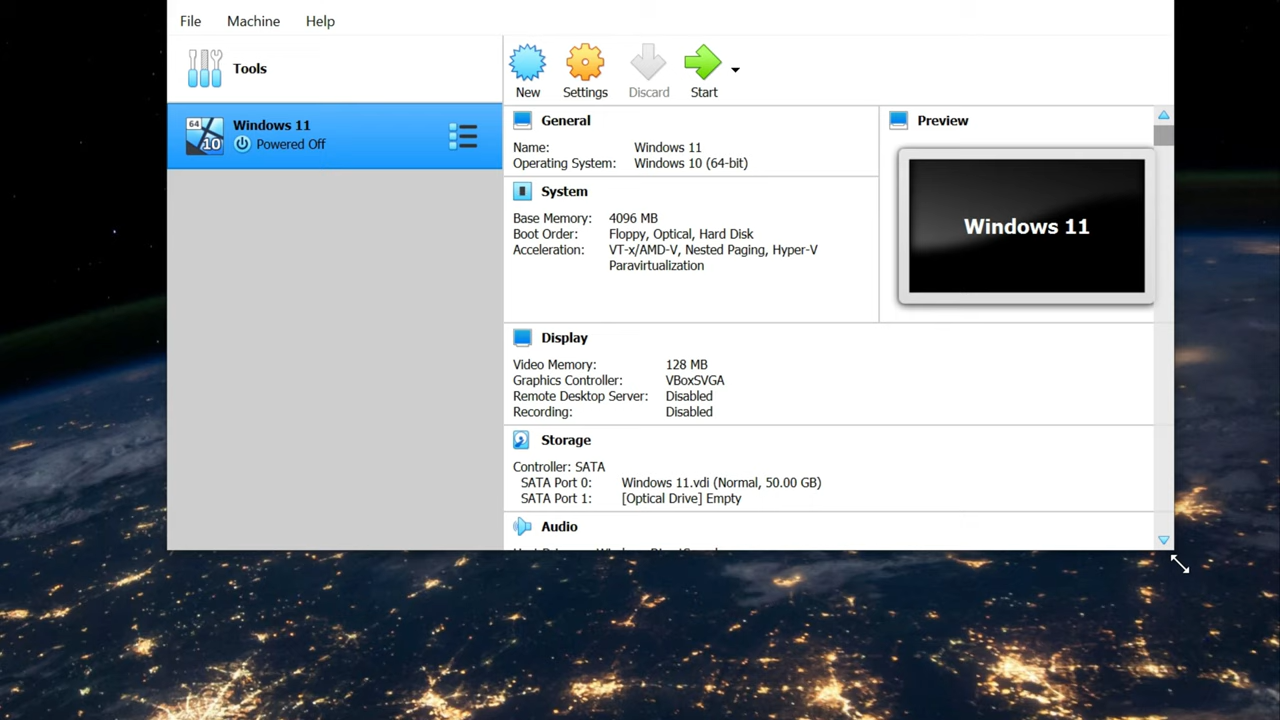 File Machine Help
Tools
New Settings Discard Start
64
10
Windows 11
Powered Off
General
Name: Windows 11
Operating System: Windows 10 (64-bit)
System
Base Memory: 4096 MB
Boot Order: Floppy, Optical, Hard Disk
Acceleration: VT-x/AMD-V, Nested Paging, Hyper-V
Paravirtualization
Preview
Windows 11
Display
Video Memory: 128 MB
Graphics Controller: VBoxSVGA
Remote Desktop Server: Disabled
Recording: Disabled
Storage
Controller: SATA
SATA Port 0: Windows 11.vdi (Normal, 50.00 GB)
SATA Port 1: [Optical Drive] Empty
Audio